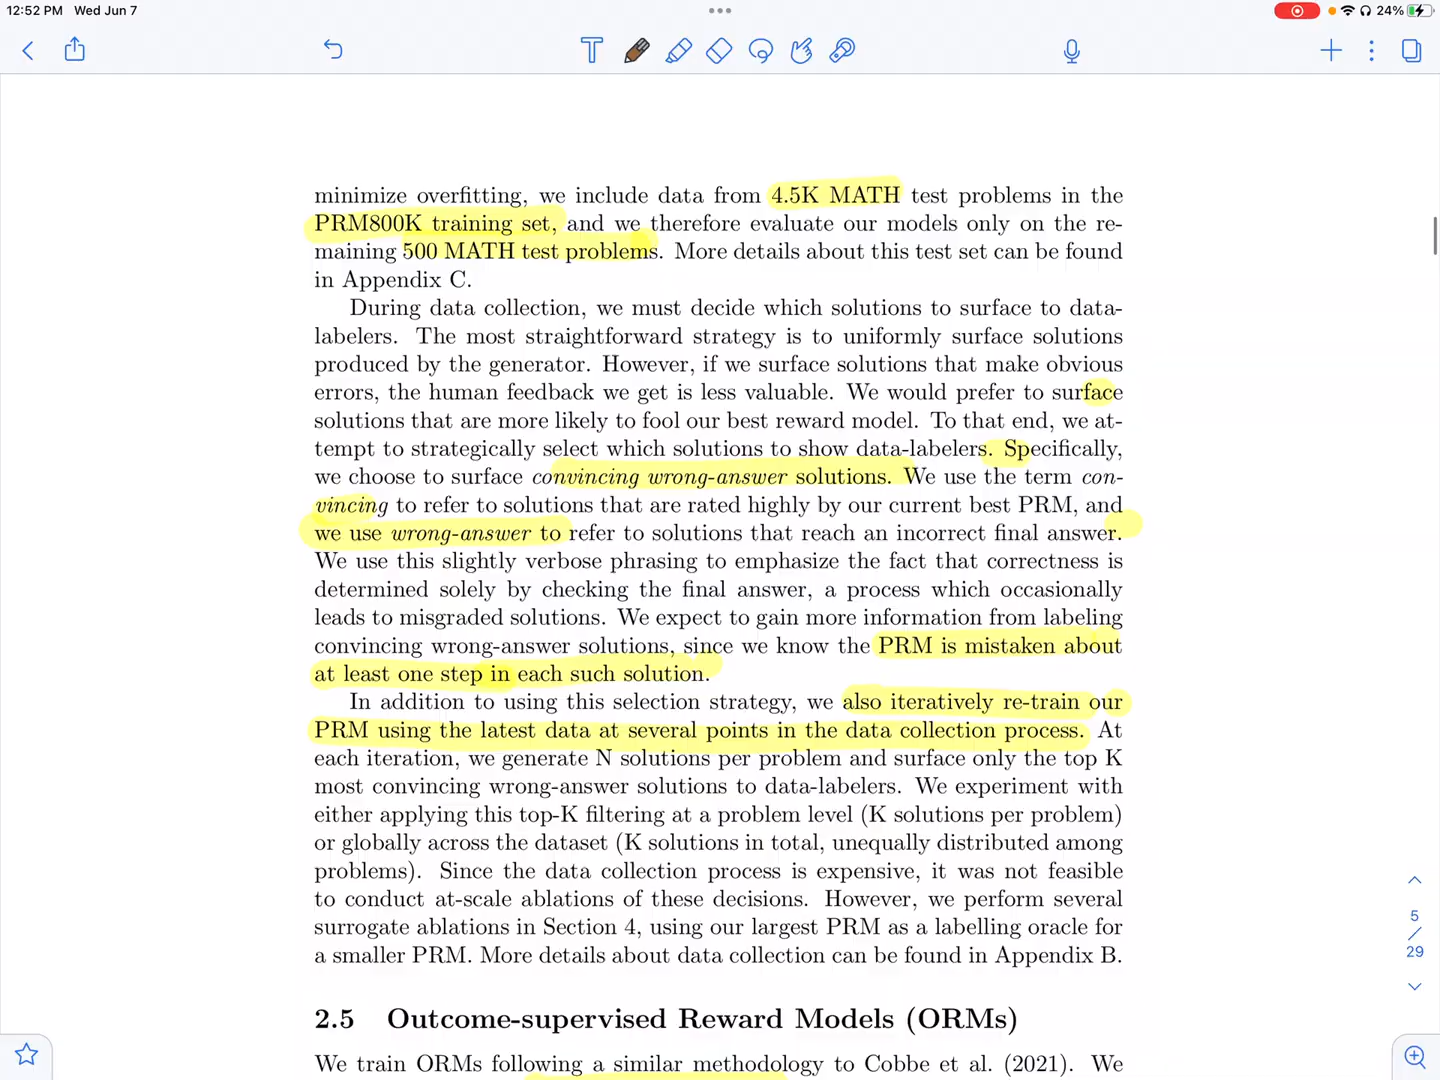 12:52 PM Wed Jun 7
24%
minimize overfitting, we include data from 4.5K MATH test problems in the
PRM800K training set, and we therefore evaluate our models only on the re-
maining 500 MATH test problems. More details about this test set can be found
in Appendix C.
During data collection, we must decide which solutions to surface to data-
labelers. The most straightforward strategy is to uniformly surface solutions
produced by the generator. However, if we surface solutions that make obvious
errors, the human feedback we get is less valuable. We would prefer to surface
solutions that are more likely to fool our best reward model. To that end, we at-
tempt to strategically select which solutions to show data-labelers. Specifically,
we choose to surface convincing wrong-answer solutions. We use the term con-
vincing to refer to solutions that are rated highly by our current best PRM, and
we use wrong-answer to refer to solutions that reach an incorrect final answer.
We use this slightly verbose phrasing to emphasize the fact that correctness is
determined solely by checking the final answer, a process which occasionally
leads to misgraded solutions. We expect to gain more information from labeling
convincing wrong-answer solutions, since we know the PRM is mistaken about
at least one step in each such solution.
In addition to using this selection strategy, we also iteratively re-train our
PRM using the latest data at several points in the data collection process. At
each iteration, we generate N solutions per problem and surface only the top K
most convincing wrong-answer solutions to data-labelers. We experiment with
either applying this top-K filtering at a problem level (K solutions per problem)
or globally across the dataset (K solutions in total, unequally distributed among
problems). Since the data collection process is expensive, it was not feasible
to conduct at-scale ablations of these decisions. However, we perform several
surrogate ablations in Section 4, using our largest PRM as a labelling oracle for
a smaller PRM. More details about data collection can be found in Appendix B.
5
/
29
2.5 Outcome-supervised Reward Models (ORMs)
We train ORMs following a similar methodology to Cobbe et al. (2021). We